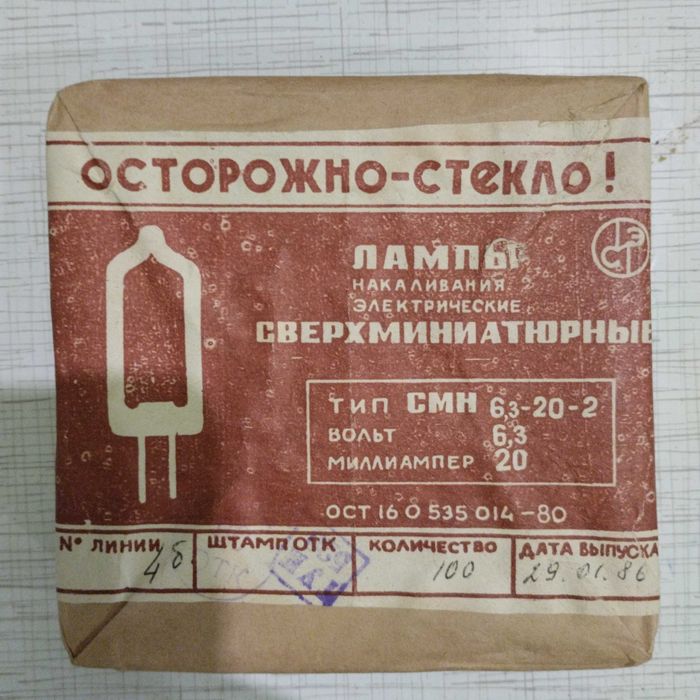 ОСТОРОЖНО-СТЕКЛО!
ЛАМПЫ
НАКАЛИВАНИЯ
ЭЛЕКТРИЧЕСКИЕ
СВЕРХМИНИАТЮРНЫЕ
ТИП СМН 6,3-20-2
ВОЛЬТ 6,3
МИЛЛИАМПЕР 20
ОСТ 16 0 535 014-80
№ ЛИНИИ 4б
ШТАМП ОТК
ОТК
КОЛИЧЕСТВО 100
ДАТА ВЫПУСКА 29.01.86